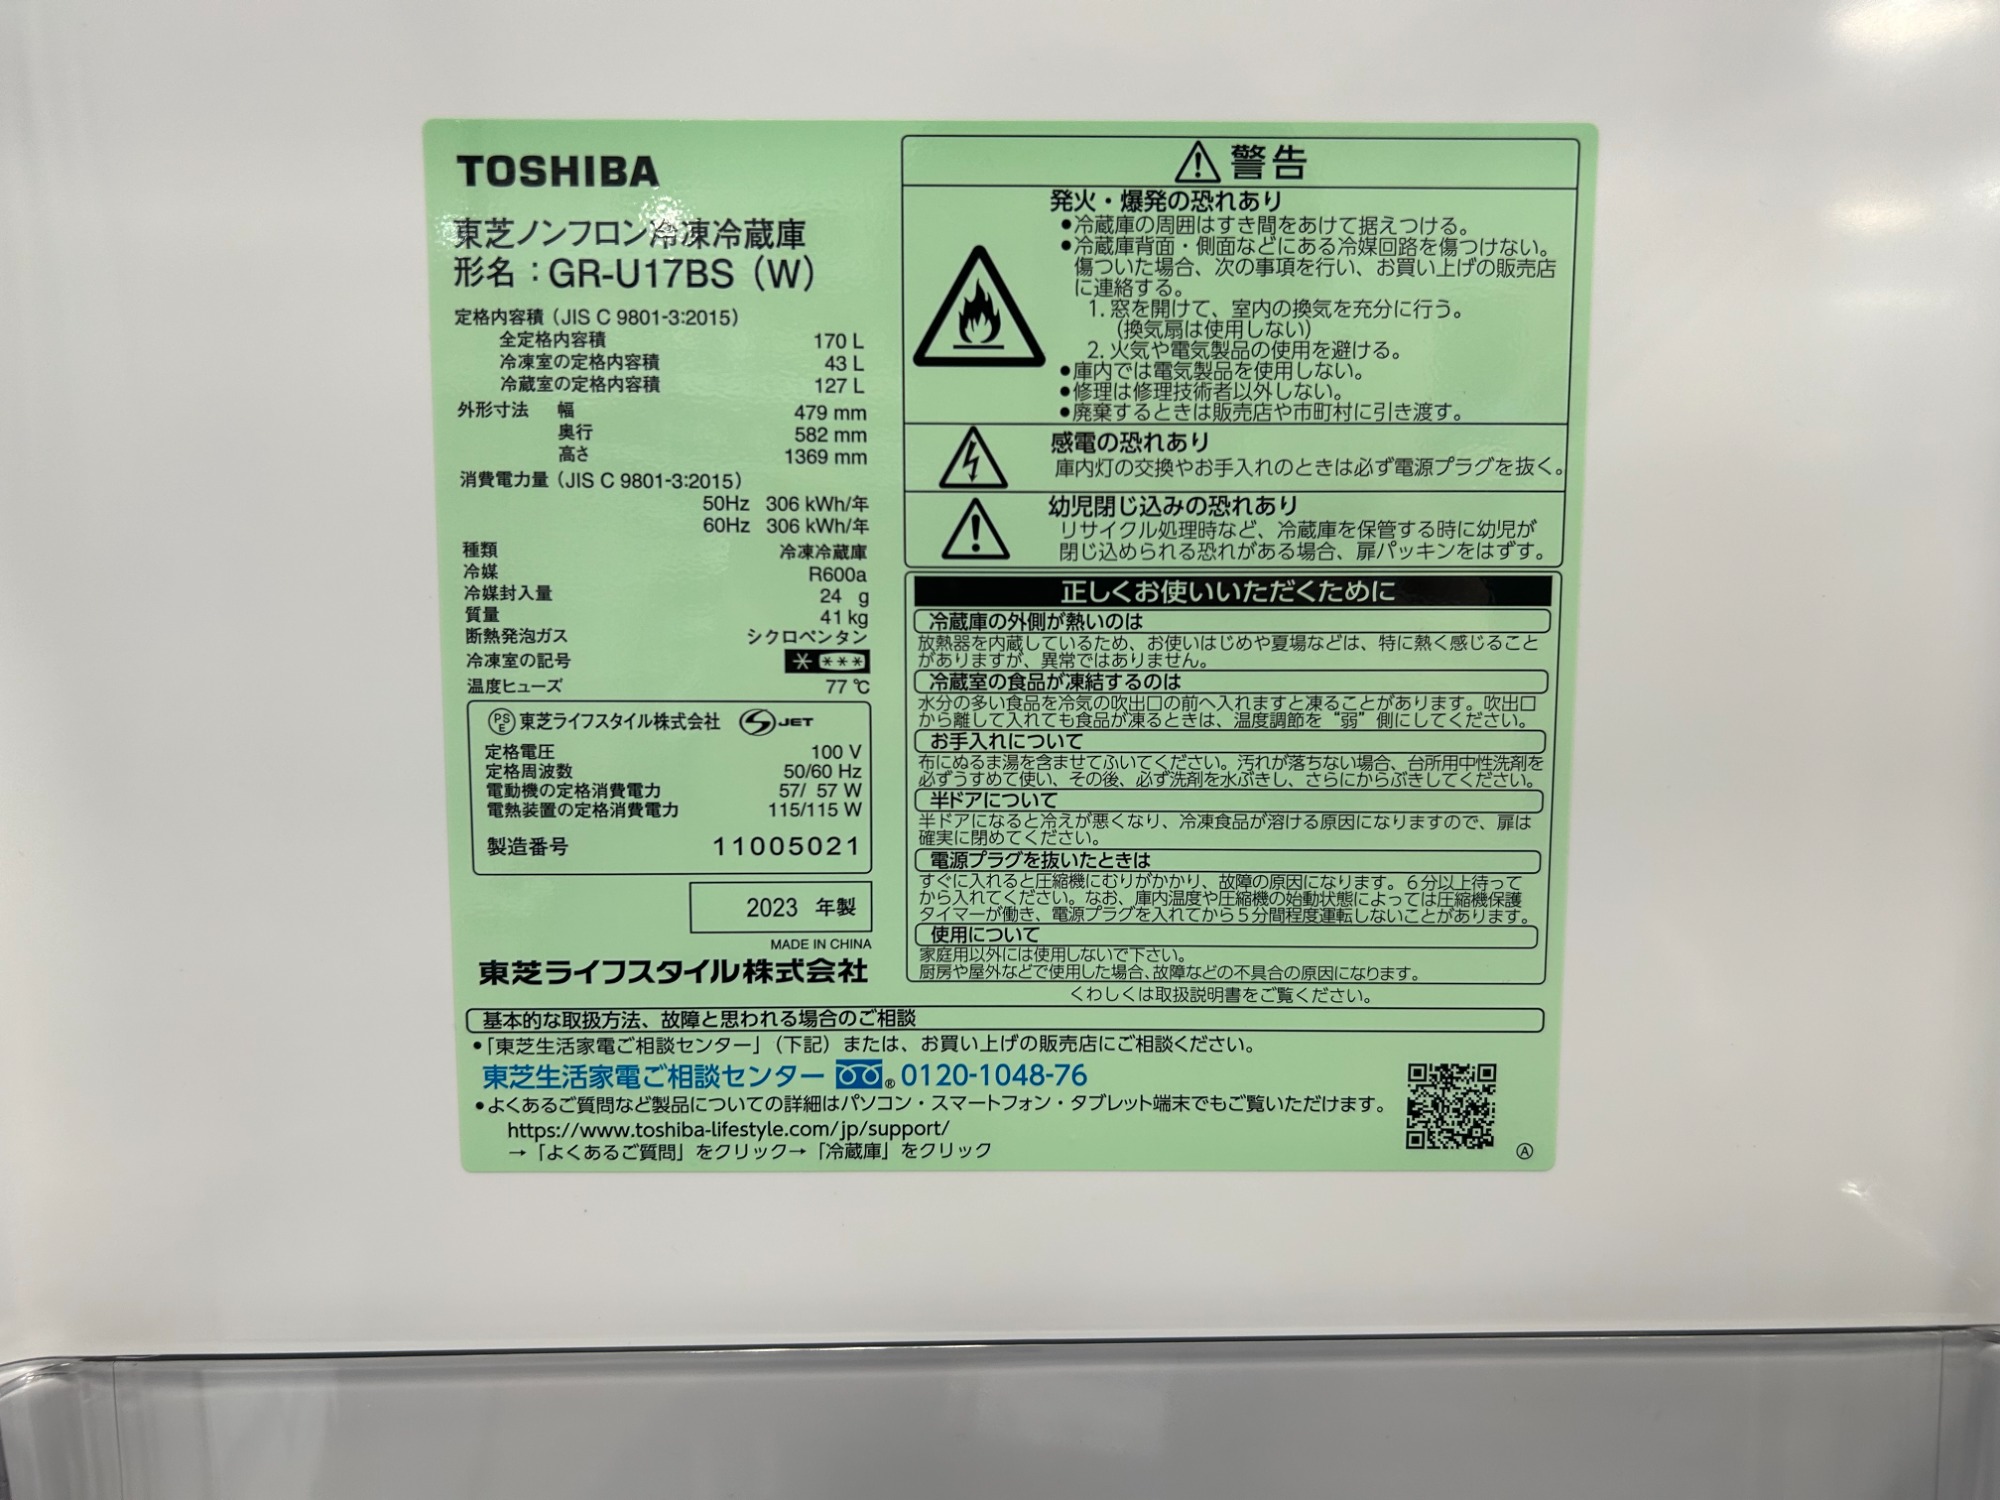 TOSHIBA
東芝ノンフロン冷凍冷蔵庫
形名：GR-U17BS（W）
定格内容積（JIS C 9801-3:2015）
全定格内容積 170 L
冷凍室の定格内容積 43 L
冷蔵室の定格内容積 127 L
外形寸法 幅 479 mm
奥行 582 mm
高さ 1369 mm
消費電力量（JIS C 9801-3:2015）
50Hz 306 kWh/年
60Hz 306 kWh/年
種類 冷凍冷蔵庫
冷媒 R600a
冷媒封入量 24 g
質量 41 kg
断熱発泡ガス シクロペンタン
冷凍室の記号 * ***
温度ヒューズ 77 ℃
PSE 東芝ライフスタイル株式会社 S JET
定格電圧 100 V
定格周波数 50/60 Hz
電動機の定格消費電力 57/ 57 W
電熱装置の定格消費電力 115/115 W
製造番号 11005021
2023 年製
MADE IN CHINA
東芝ライフスタイル株式会社
警告
発火・爆発の恐れあり
●冷蔵庫の周囲はすき間をあけて据えつける。
●冷蔵庫背面・側面などにある冷媒回路を傷つけない。
傷ついた場合、次の事項を行い、お買い上げの販売店
に連絡する。
1. 窓を開けて、室内の換気を充分に行う。
（換気扇は使用しない）
2. 火気や電気製品の使用を避ける。
●庫内では電気製品を使用しない。
●修理は修理技術者以外しない。
●廃棄するときは販売店や市町村に引き渡す。
感電の恐れあり
庫内灯の交換やお手入れのときは必ず電源プラグを抜く。
幼児閉じ込みの恐れあり
リサイクル処理時など、冷蔵庫を保管する時に幼児が
閉じ込められる恐れがある場合、扉パッキンをはずす。
正しくお使いいただくために
冷蔵庫の外側が熱いのは
放熱器を内蔵しているため、お使いはじめや夏場などは、特に熱く感じること
がありますが、異常ではありません。
冷蔵室の食品が凍結するのは
水分の多い食品を冷気の吹出口の前へ入れますと凍ることがあります。吹出口
から離して入れても食品が凍るときは、温度調節を“弱”側にしてください。
お手入れについて
布にぬるま湯を含ませてふいてください。汚れが落ちない場合、台所用中性洗剤を
必ずうすめて使い、その後、必ず洗剤を水ぶきし、さらにからぶきしてください。
半ドアについて
半ドアになると冷えが悪くなり、冷凍食品が溶ける原因になりますので、扉は
確実に閉めてください。
電源プラグを抜いたときは
すぐに入れると圧縮機にむりがかかり、故障の原因になります。6分以上待って
から入れてください。なお、庫内温度や圧縮機の始動状態によっては圧縮機保護
タイマーが働き、電源プラグを入れてから5分間程度運転しないことがあります。
使用について
家庭用以外には使用しないで下さい。
厨房や屋外などで使用した場合、故障などの不具合の原因になります。
くわしくは取扱説明書をご覧ください。
基本的な取扱方法、故障と思われる場合のご相談
●「東芝生活家電ご相談センター」（下記）または、お買い上げの販売店にご相談ください。
東芝生活家電ご相談センター ® 0120-1048-76
●よくあるご質問など製品についての詳細はパソコン・スマートフォン・タブレット端末でもご覧いただけます。
https://www.toshiba-lifestyle.com/jp/support/
→「よくあるご質問」をクリック→「冷蔵庫」をクリック
Ⓐ